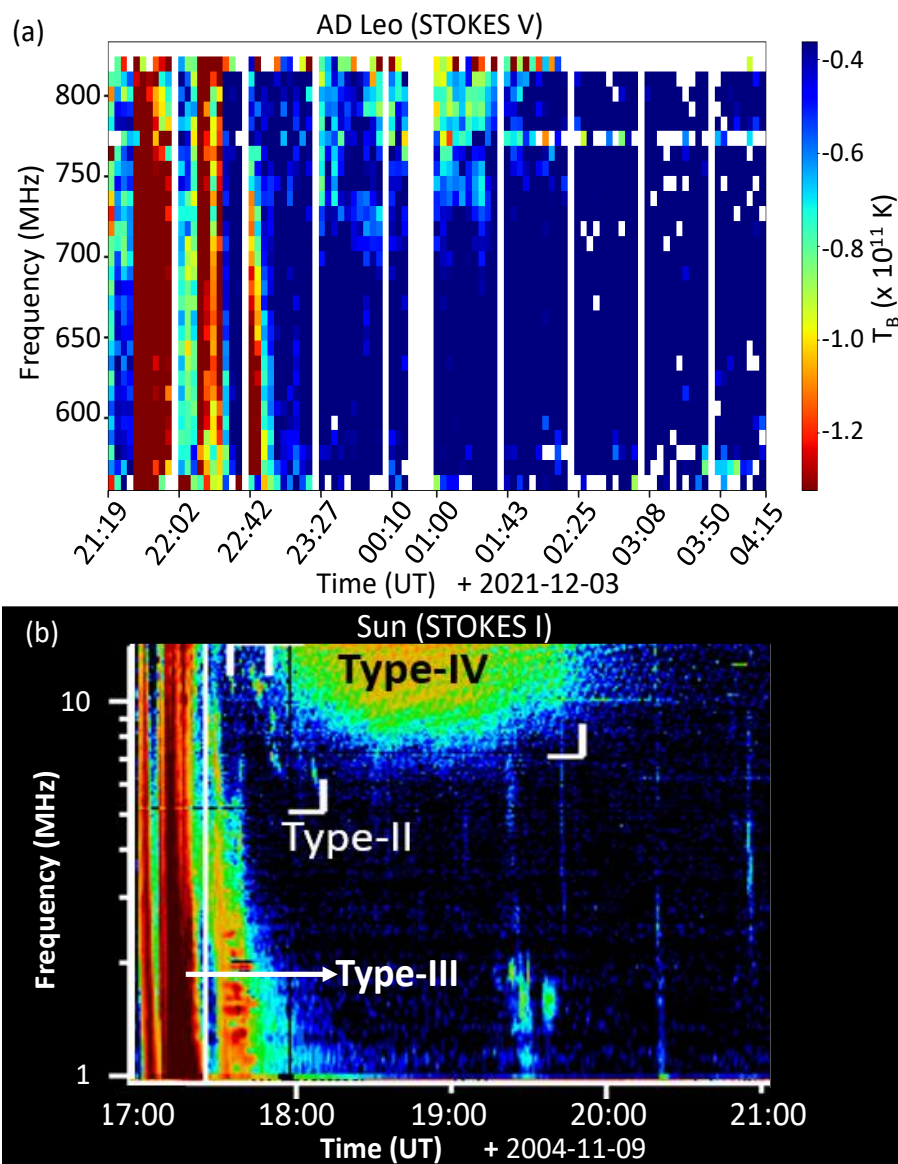 (a) AD Leo (STOKES V)
Frequency (MHz)
800
750
700
650
600
21:19 22:02 22:42 23:27 00:10 01:00 01:43 02:25 03:08 03:50 04:15
Time (UT) + 2021-12-03
-0.4
-0.6
-0.8
-1.0
-1.2
T_B (x 10^11 K)
(b) Sun (STOKES I)
Type-IV
Type-II
Type-III
Frequency (MHz)
10
1
17:00 18:00 19:00 20:00 21:00
Time (UT) + 2004-11-09